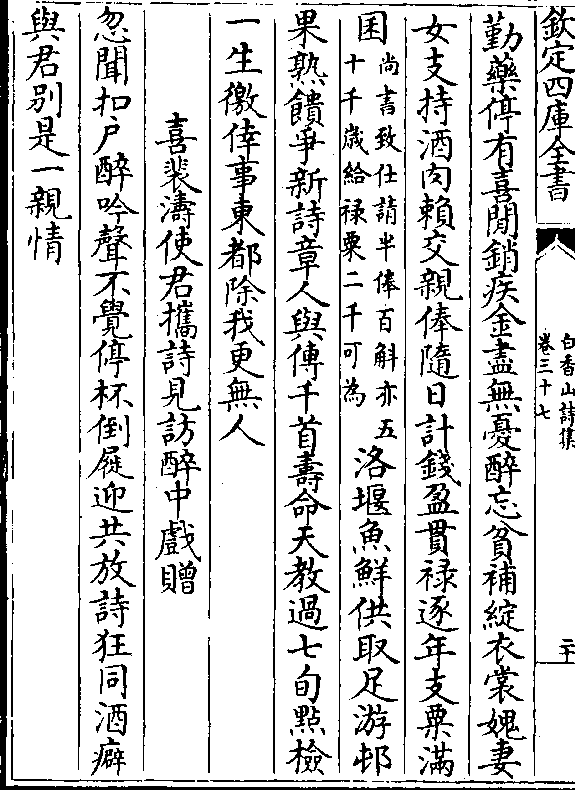 欽定四庫全書
白香山詩集
卷三十七
二十
勤藥停有喜閒銷疾金盡無憂醉忘貧補綻衣裳媿妻
女支持酒肉賴交親俸隨日計錢盈貫禄逐年支粟滿
囷
尚書致仕請半俸百斛亦五
十千歲給禄粟二千可為
洛堰魚鮮供取足游邨
果熟饋爭新詩章人與傳千首壽命天教過七旬點檢
一生徼倖事東都除我更無人
喜裴濤使君攜詩見訪醉中戲贈
忽聞扣户醉吟聲不覺停杯倒屣迎共放詩狂同酒癖
與君別是一親情